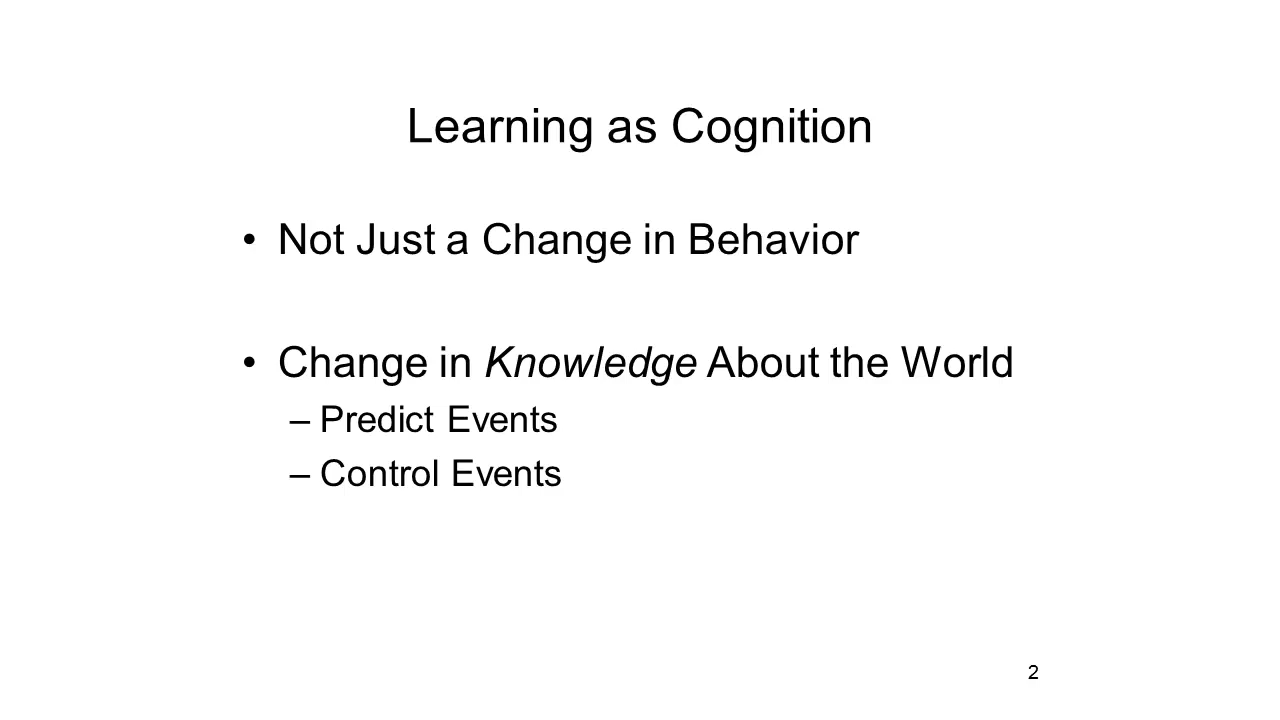 Learning as Cognition
• Not Just a Change in Behavior
• Change in Knowledge About the World
– Predict Events
– Control Events
2